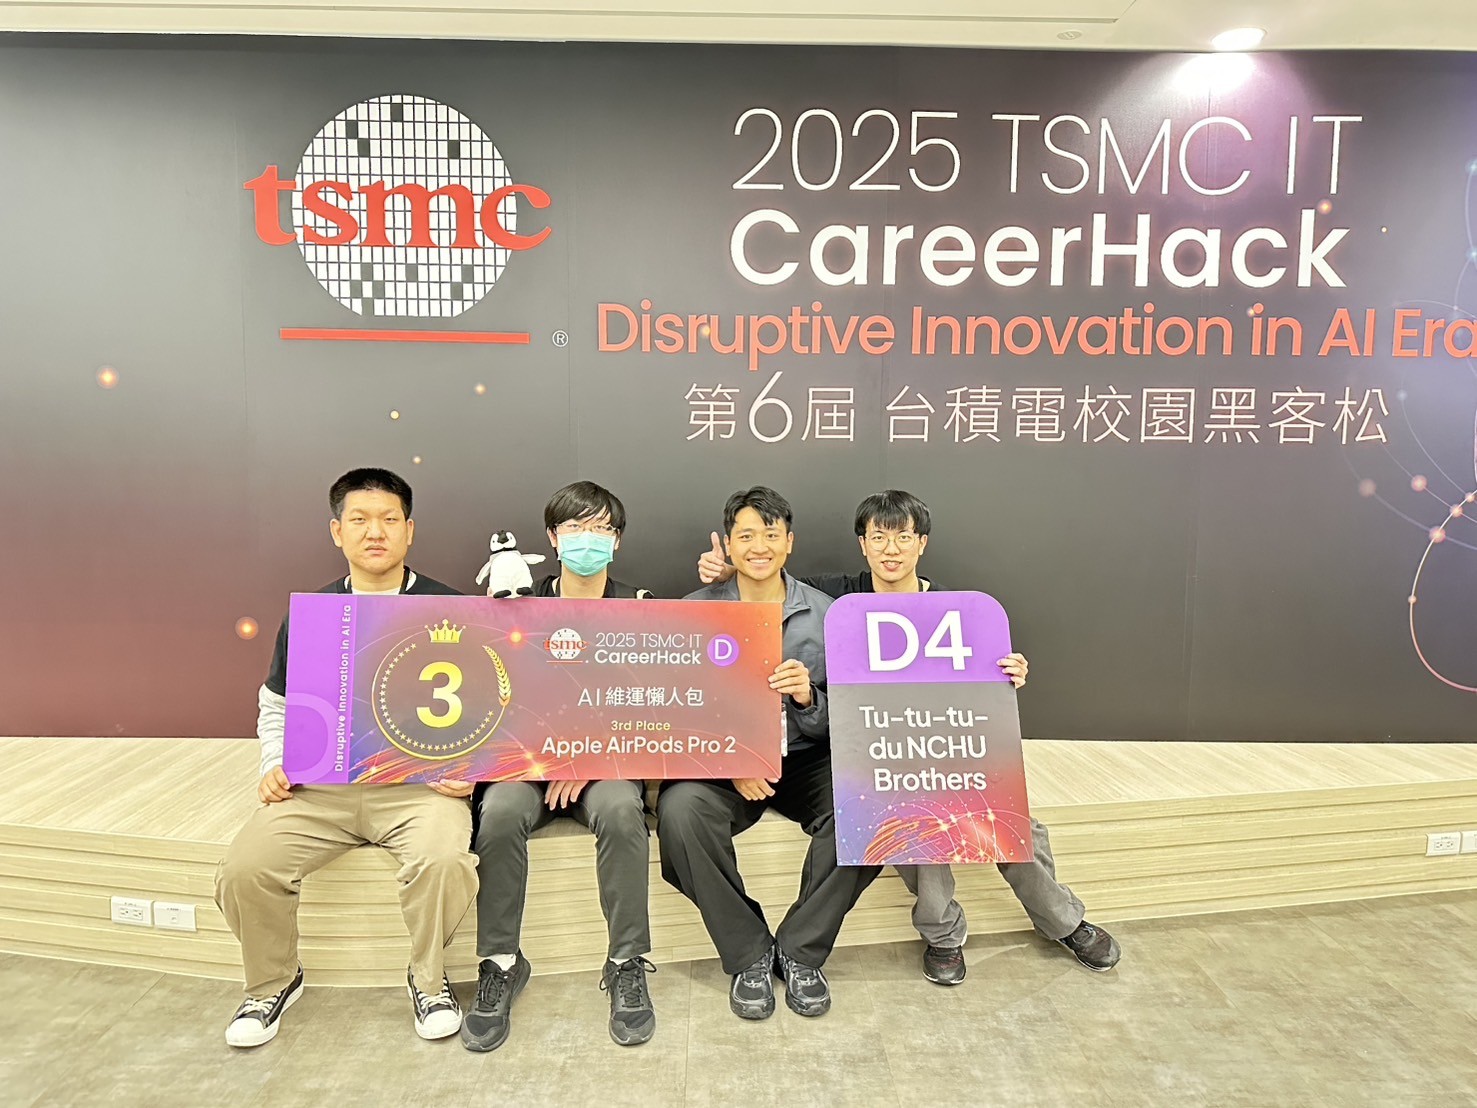 tsmc
®
2025 TSMC IT
CareerHack
Disruptive Innovation in AI Era
第6屆 台積電校園黑客松
Disruptive Innovation in AI Era
D
3
tsmc
2025 TSMC IT
CareerHack
D
AI維運懶人包
3rd Place
Apple AirPods Pro 2
D4
Tu-tu-tu-
du NCHU
Brothers